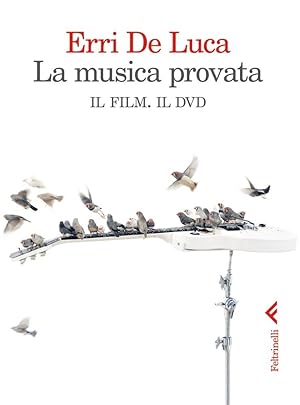 Erri De Luca
La musica provata
IL FILM. IL DVD
Feltrinelli